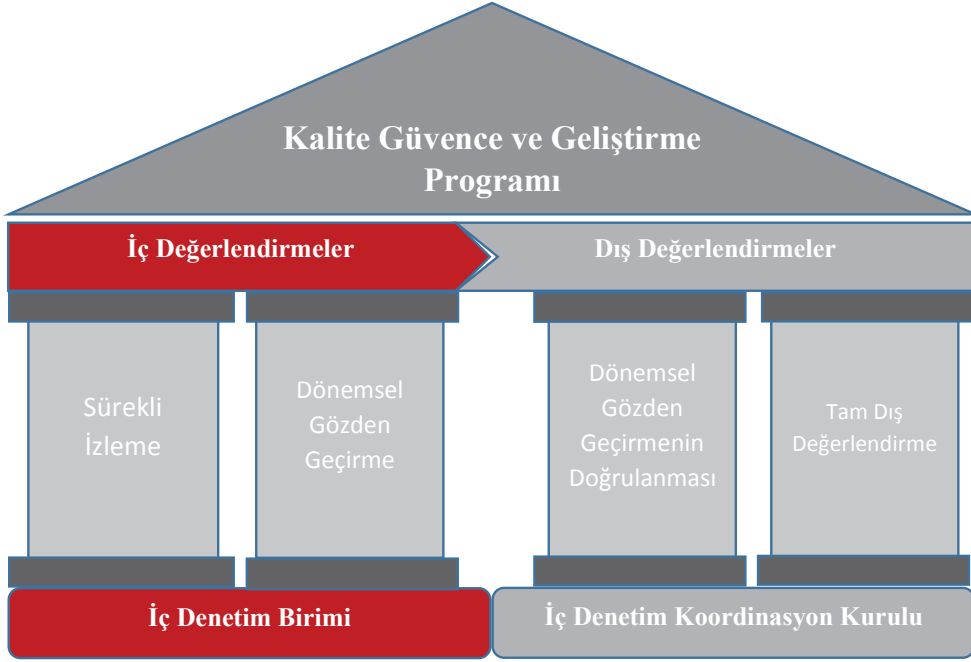 Kalite Güvence ve Geliştirme
Programı
İç Değerlendirmeler
Dış Değerlendirmeler
Sürekli
İzleme
Dönemsel
Gözden
Geçirme
Dönemsel
Gözden
Geçirmenin
Doğrulanması
Tam Dış
Değerlendirme
İç Denetim Birimi
İç Denetim Koordinasyon Kurulu